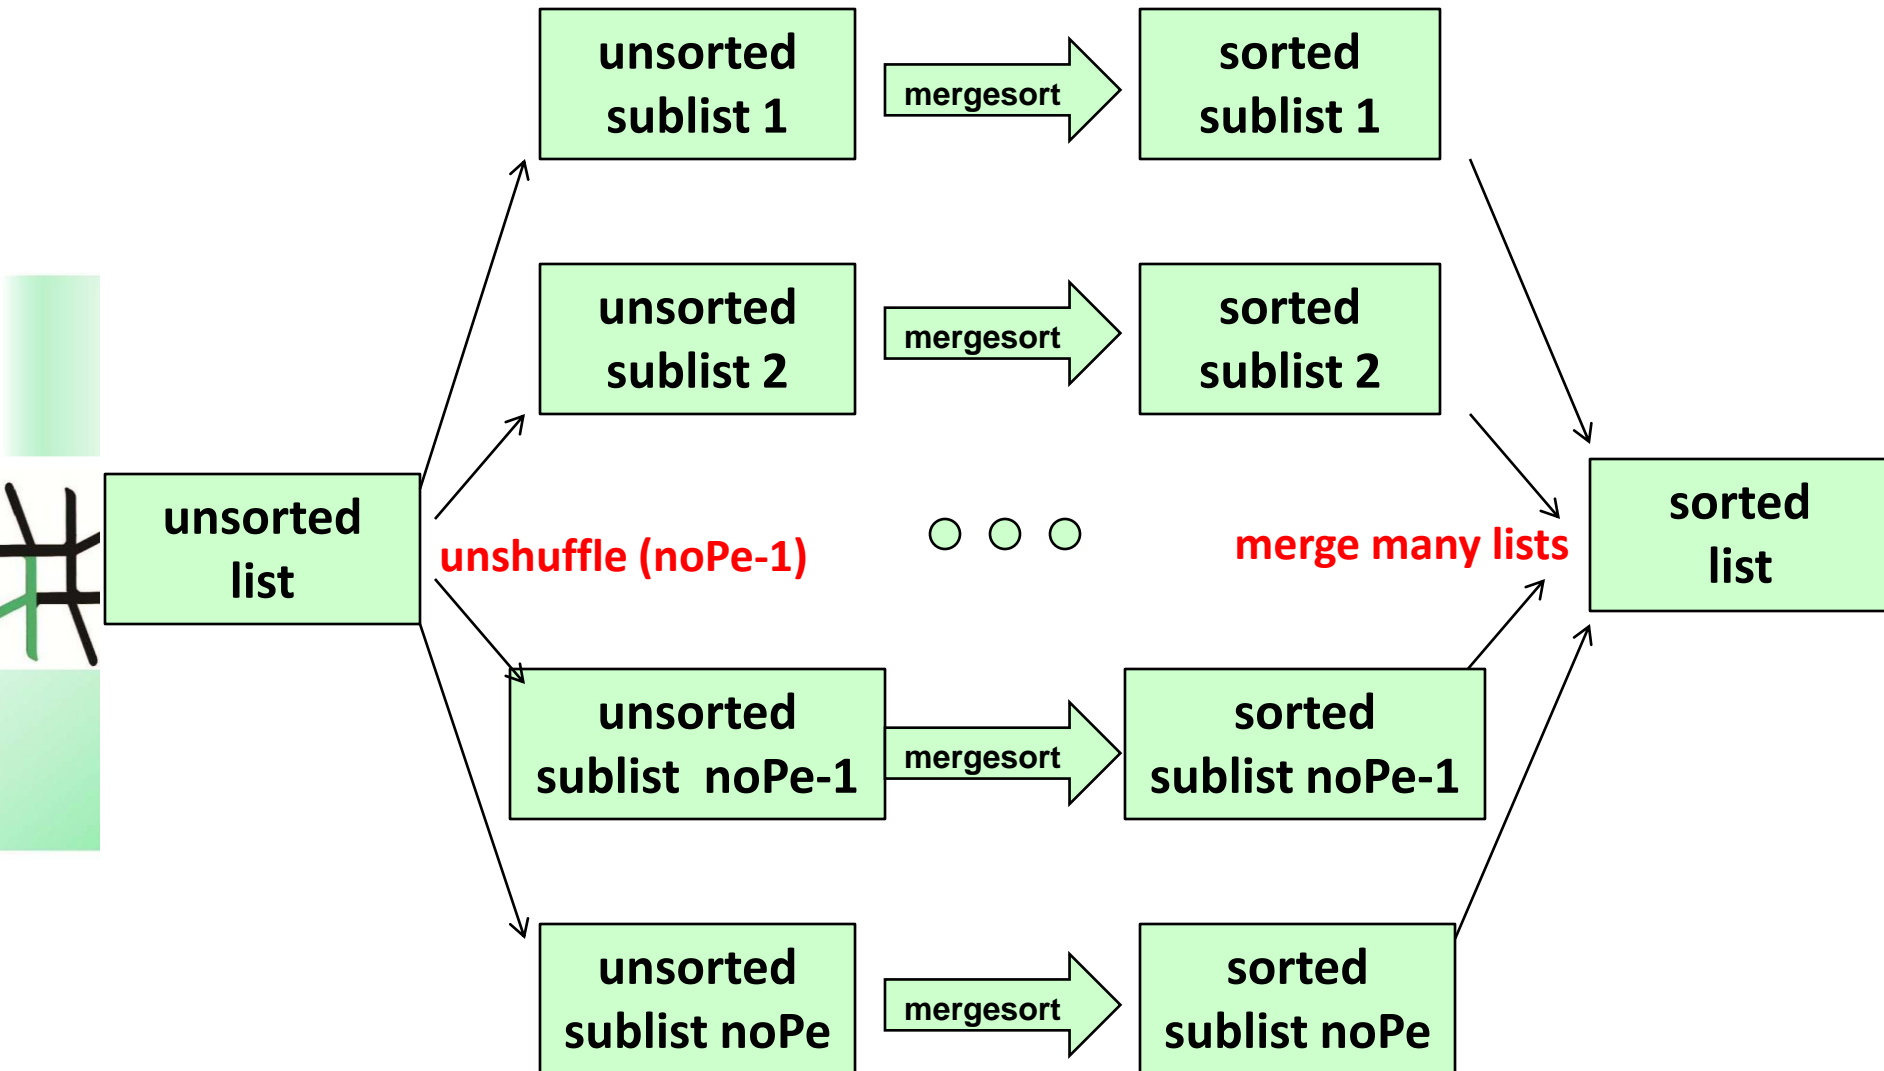 unsorted
sublist 1
mergesort
sorted
sublist 1
unsorted
sublist 2
mergesort
sorted
sublist 2
unsorted
list
unshuffle (noPe-1)
merge many lists
sorted
list
unsorted
sublist  noPe-1
mergesort
sorted
sublist noPe-1
unsorted
sublist noPe
mergesort
sorted
sublist noPe